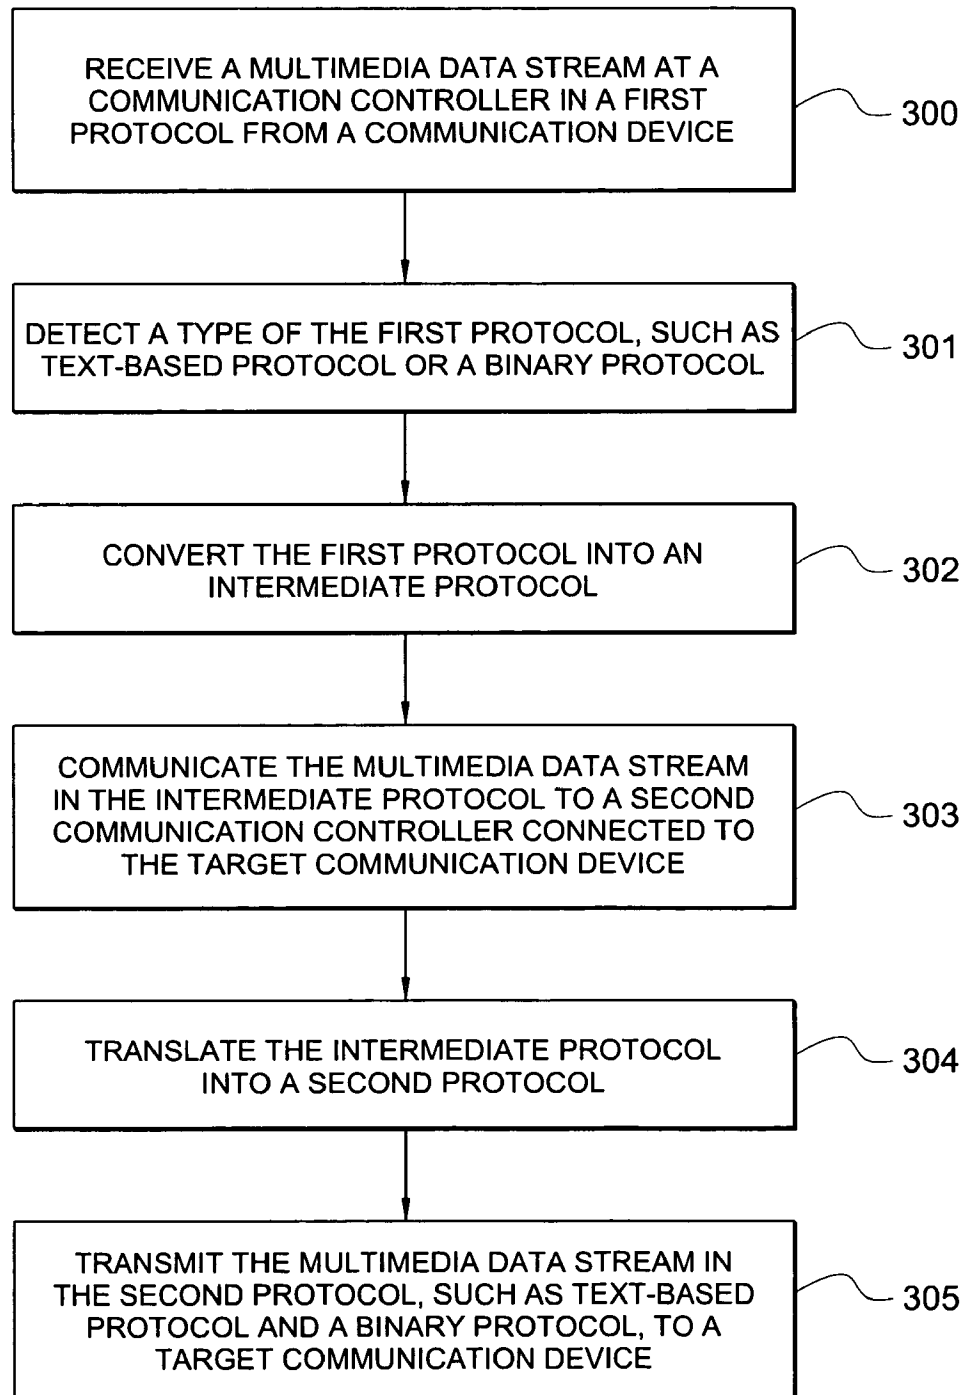 RECEIVE A MULTIMEDIA DATA STREAM AT A
COMMUNICATION CONTROLLER IN A FIRST
PROTOCOL FROM A COMMUNICATION DEVICE
300
DETECT A TYPE OF THE FIRST PROTOCOL, SUCH AS
TEXT-BASED PROTOCOL OR A BINARY PROTOCOL
301
CONVERT THE FIRST PROTOCOL INTO AN
INTERMEDIATE PROTOCOL
302
COMMUNICATE THE MULTIMEDIA DATA STREAM
IN THE INTERMEDIATE PROTOCOL TO A SECOND
COMMUNICATION CONTROLLER CONNECTED TO
THE TARGET COMMUNICATION DEVICE
303
TRANSLATE THE INTERMEDIATE PROTOCOL
INTO A SECOND PROTOCOL
304
TRANSMIT THE MULTIMEDIA DATA STREAM IN
THE SECOND PROTOCOL, SUCH AS TEXT-BASED
PROTOCOL AND A BINARY PROTOCOL, TO A
TARGET COMMUNICATION DEVICE
305